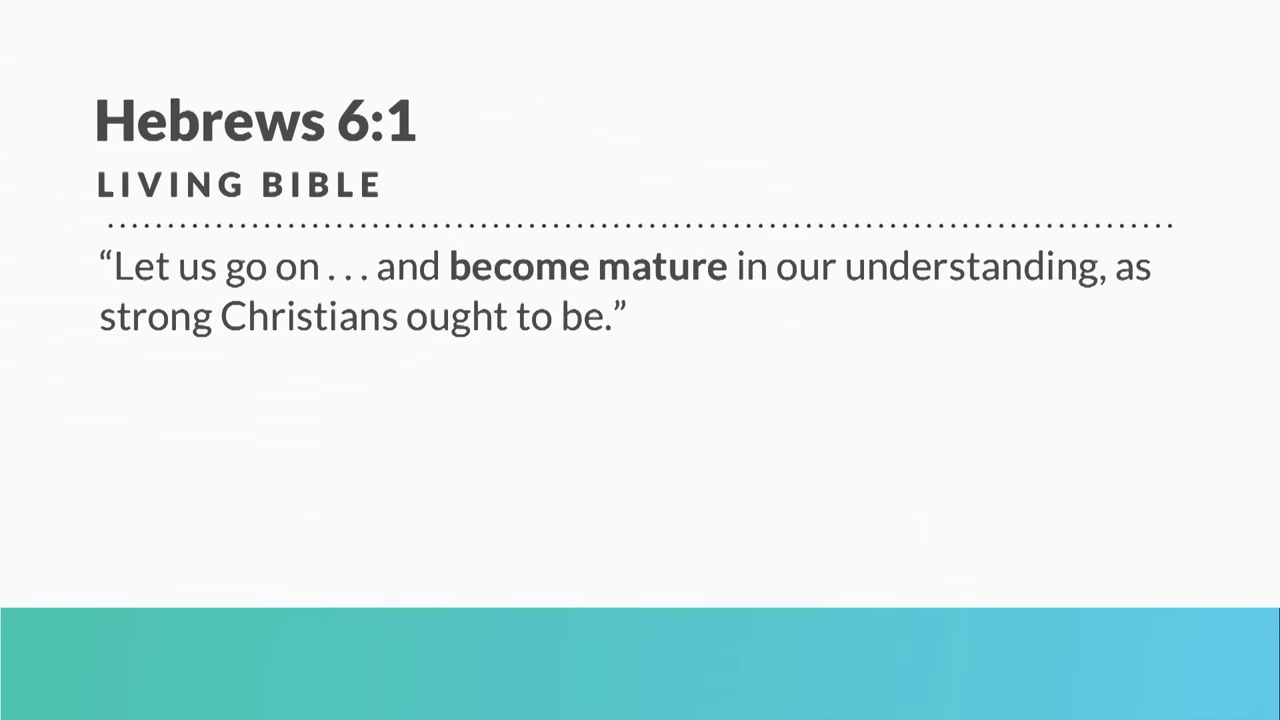 Hebrews 6:1
LIVING BIBLE
“Let us go on . . . and become mature in our understanding, as
strong Christians ought to be.”